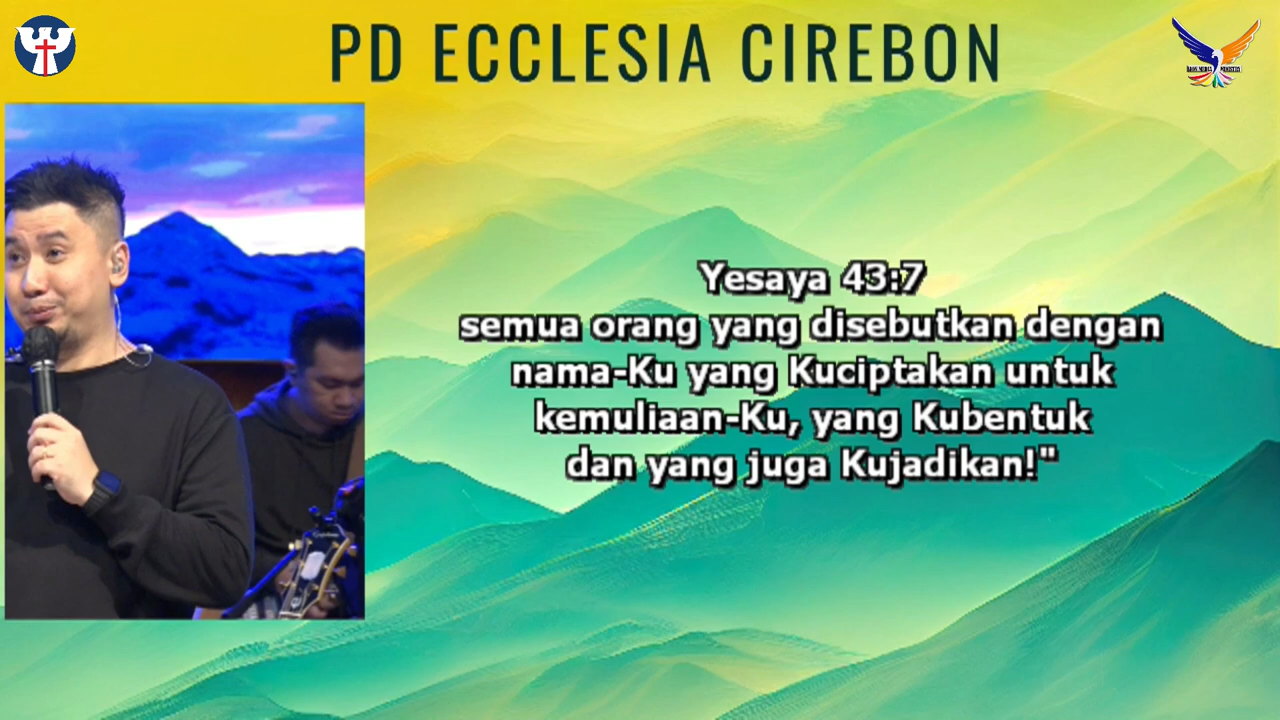 PD ECCLESIA CIREBON
Yesaya 43:7
semua orang yang disebutkan dengan
nama-Ku yang Kuciptakan untuk
kemuliaan-Ku, yang Kubentuk
dan yang juga Kujadikan!"